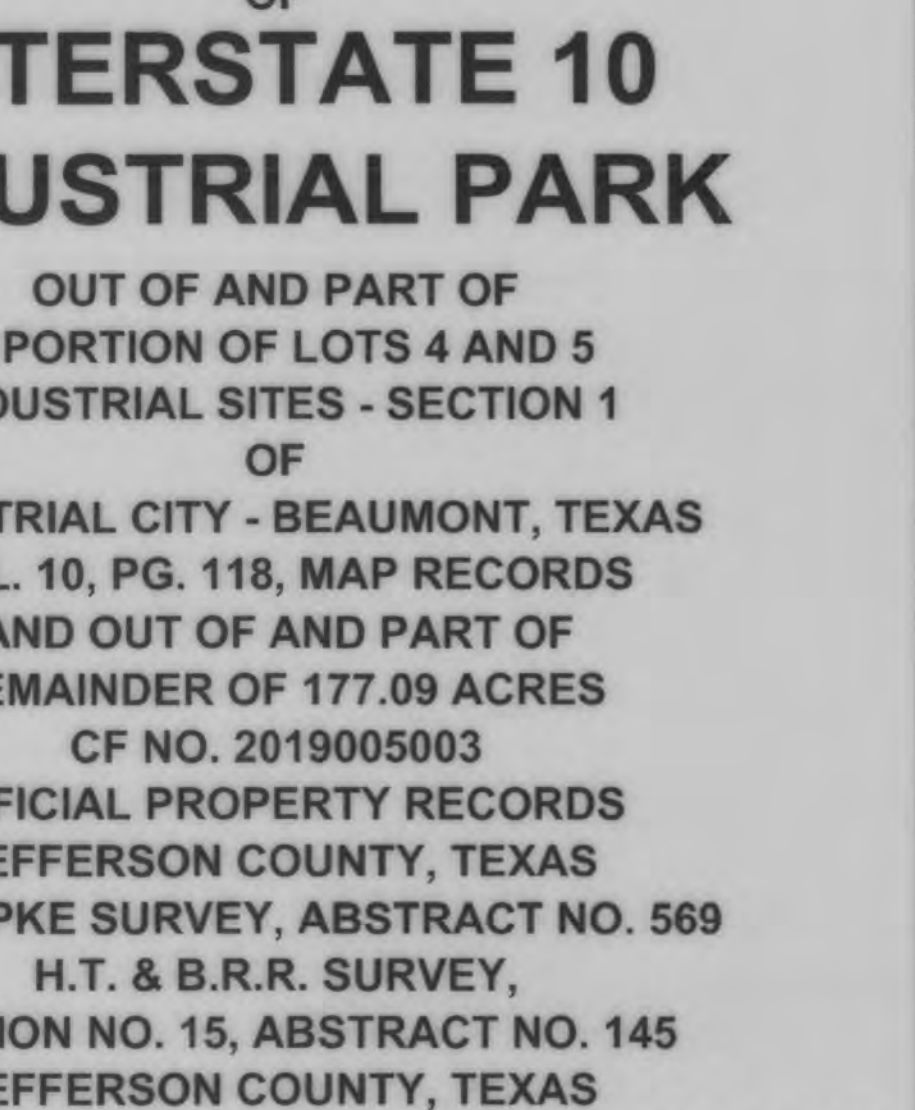 OF
TERSTATE 10
USTRIAL PARK
OUT OF AND PART OF
PORTION OF LOTS 4 AND 5
DUSTRIAL SITES - SECTION 1
OF
TRIAL CITY - BEAUMONT, TEXAS
L. 10, PG. 118, MAP RECORDS
AND OUT OF AND PART OF
EMAINDER OF 177.09 ACRES
CF NO. 2019005003
FICIAL PROPERTY RECORDS
EFFERSON COUNTY, TEXAS
PKE SURVEY, ABSTRACT NO. 569
H.T. & B.R.R. SURVEY,
ION NO. 15, ABSTRACT NO. 145
EFFERSON COUNTY, TEXAS